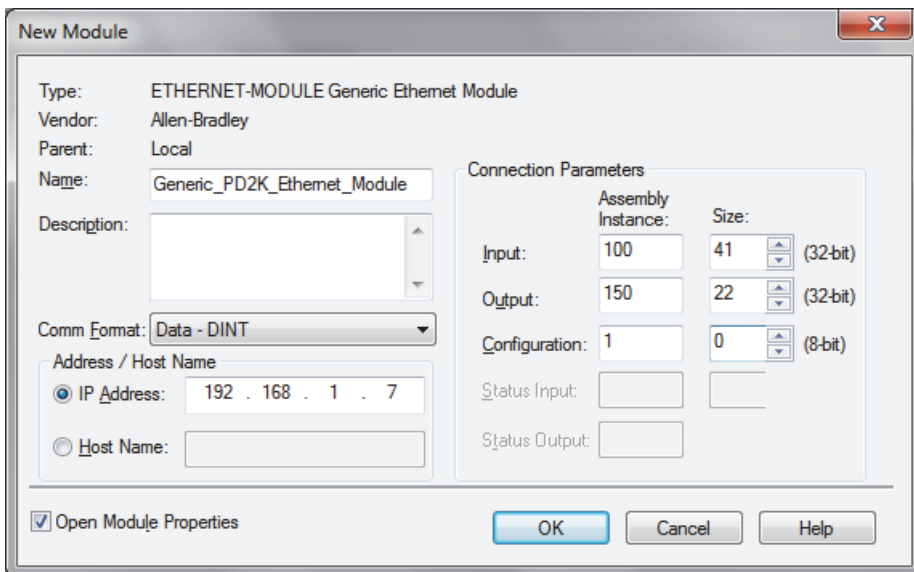 New Module
Type: ETHERNET-MODULE Generic Ethernet Module
Vendor: Allen-Bradley
Parent: Local
Name: Generic_PD2K_Ethernet_Module
Description:
Comm Format: Data - DINT
Address / Host Name
IP Address: 192 . 168 . 1 . 7
Host Name:
Connection Parameters
Assembly Instance: Size:
Input: 100 41 (32-bit)
Output: 150 22 (32-bit)
Configuration: 1 0 (8-bit)
Status Input:
Status Output:
Open Module Properties
OK Cancel Help